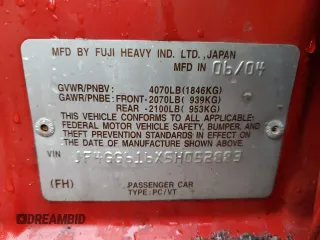 MFD BY FUJI HEAVY IND. LTD., JAPAN
MFD IN 06/04
GVWR/PNBV : 4070LB(1846KG)
GAWR/PNBE: FRONT-2070LB( 939KG)
REAR -2100LB( 953KG)
THIS VEHICLE CONFORMS TO ALL APPLICABLE
FEDERAL MOTOR VEHICLE SAFETY, BUMPER, AND
THEFT PREVENTION STANDARDS IN EFFECT ON THE
DATE OF MANUFACTURE SHOWN ABOVE.
VIN
(FH) PASSENGER CAR
TYPE: PC/VT
DREAMBID